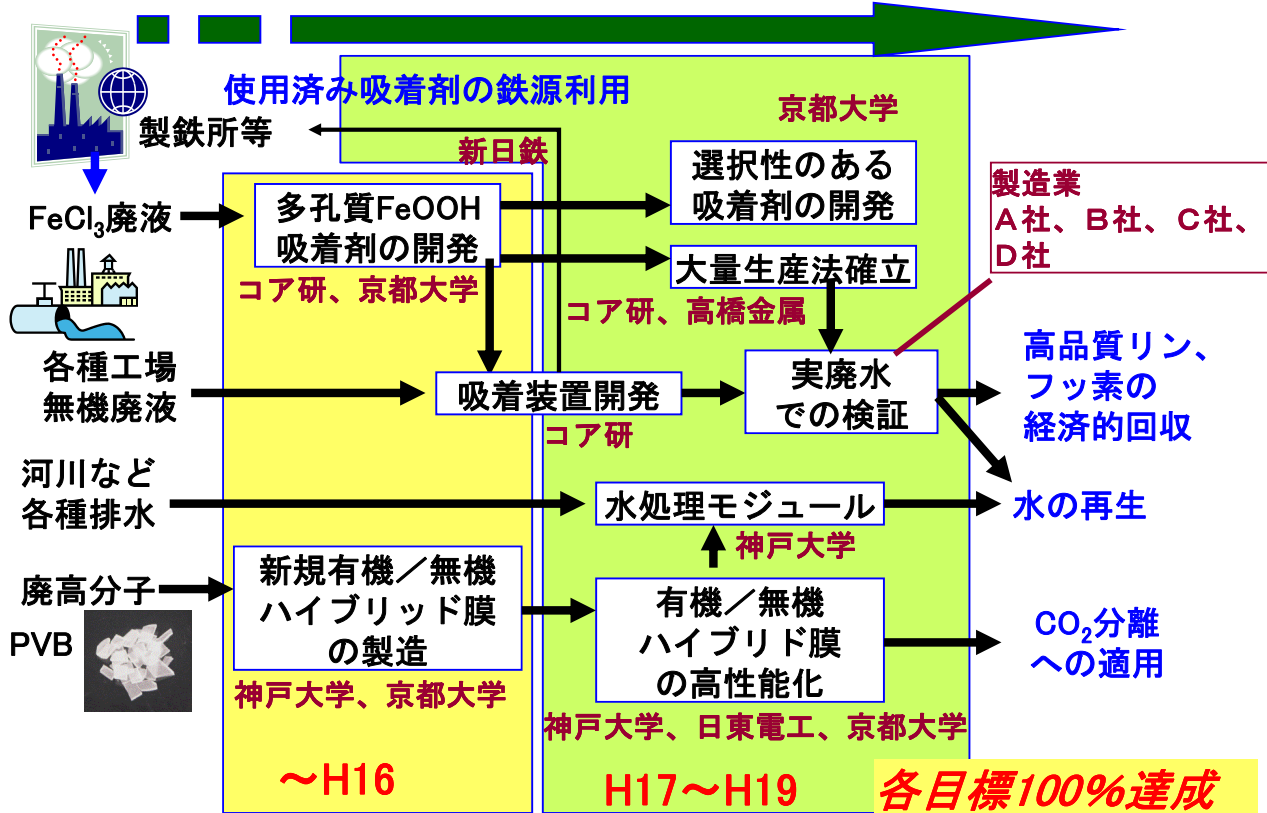 使用済み吸着剤の鉄源利用
京都大学
製鉄所等
新日鉄
選択性のある
吸着剤の開発
製造業
A社、B社、C社、
D社
FeCl₃廃液
多孔質FeOOH
吸着剤の開発
大量生産法確立
コア研、京都大学
コア研、高橋金属
各種工場
無機廃液
吸着装置開発
実廃水
での検証
高品質リン、
フッ素の
経済的回収
コア研
河川など
各種排水
水処理モジュール
水の再生
神戸大学
廃高分子
PVB
新規有機／無機
ハイブリッド膜
の製造
有機／無機
ハイブリド膜
の高性能化
CO₂分離
への適用
神戸大学、京都大学
神戸大学、日東電工、京都大学
～H16
H17～H19
各目標100%達成